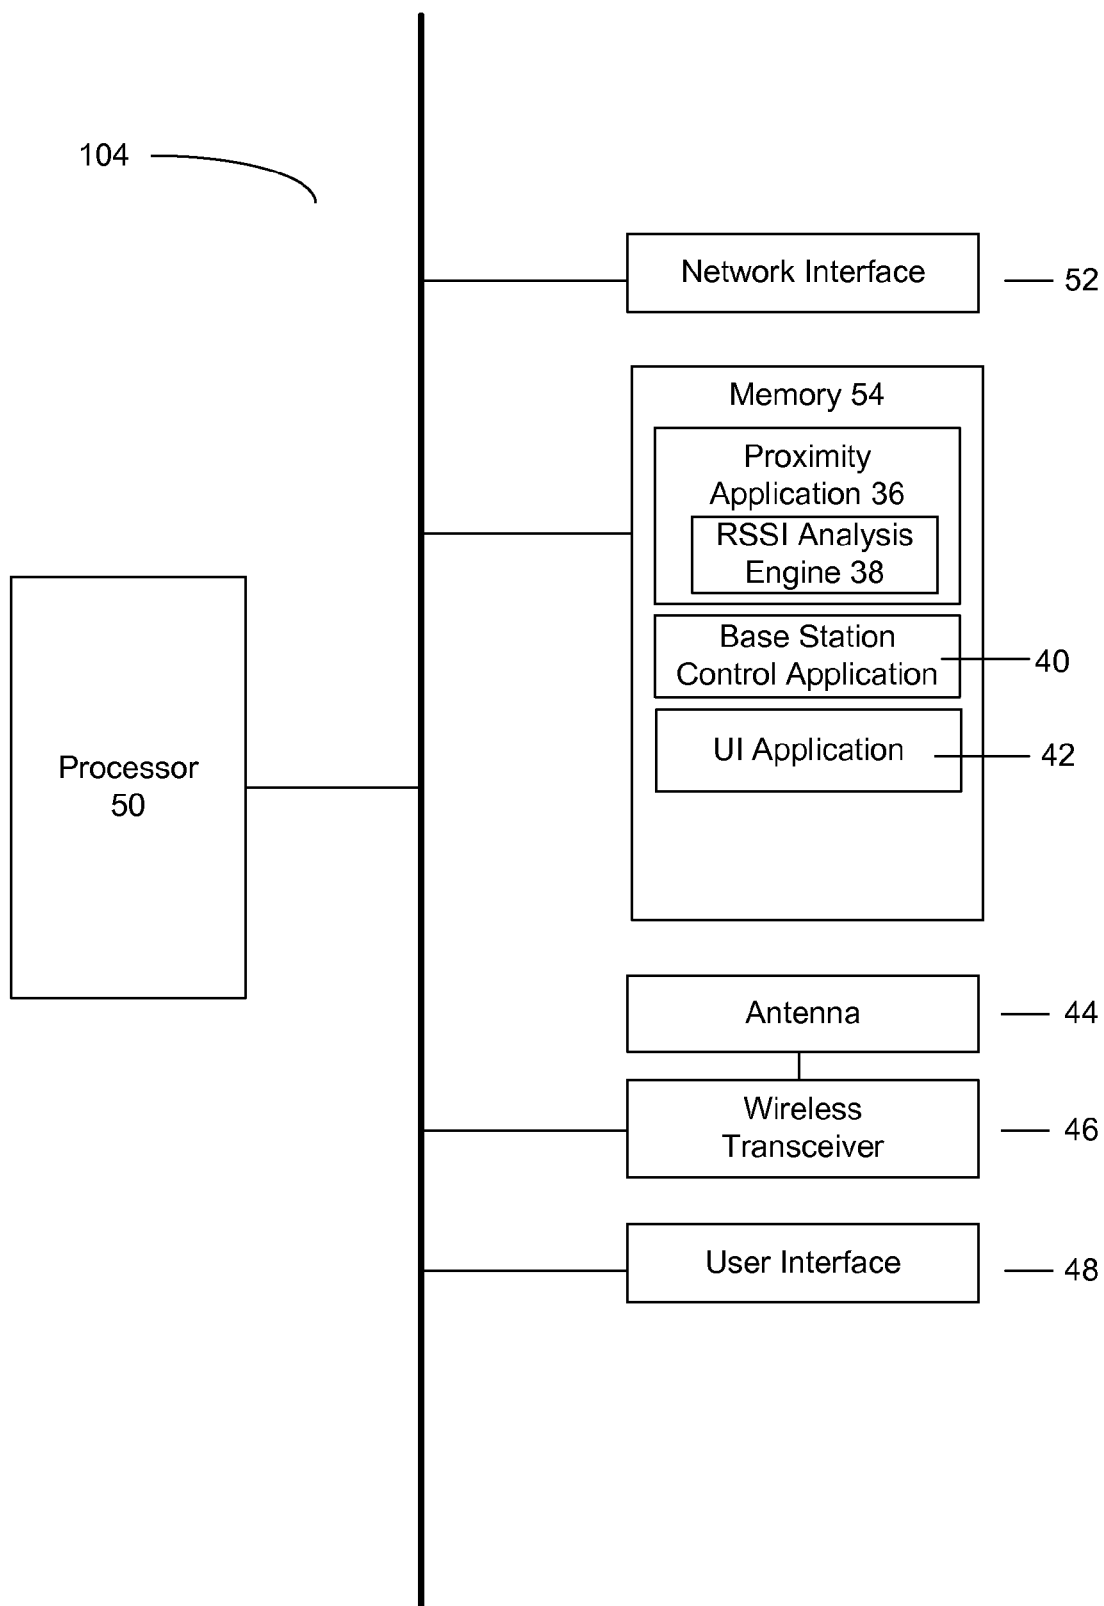 104
Network Interface
52
Memory 54
Proximity
Application 36
RSSI Analysis
Engine 38
Base Station
Control Application
40
UI Application
42
Processor
50
Antenna
44
Wireless
Transceiver
46
User Interface
48